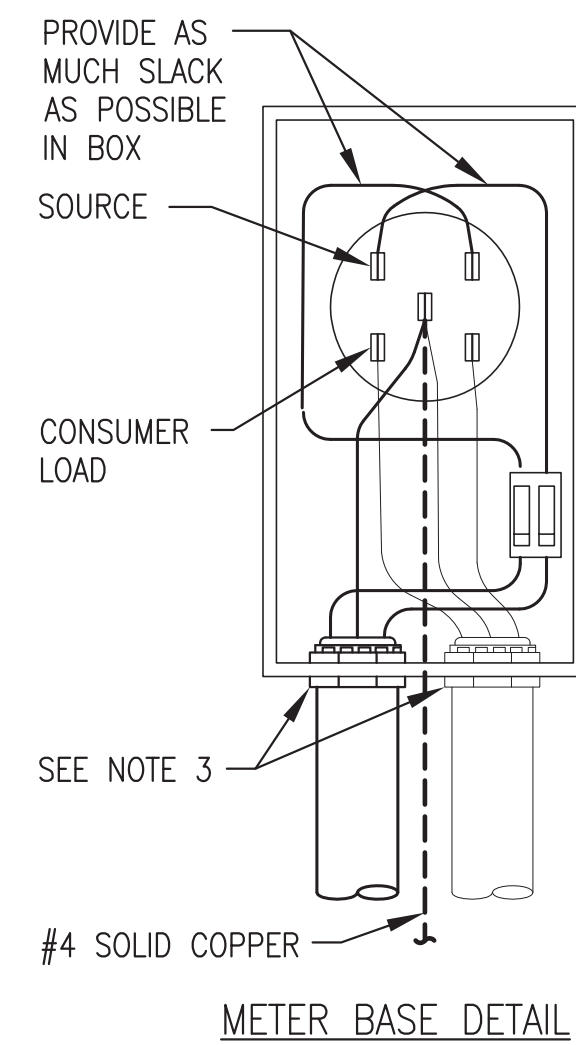 PROVIDE AS
MUCH SLACK
AS POSSIBLE
IN BOX
SOURCE
CONSUMER
LOAD
SEE NOTE 3
#4 SOLID COPPER
METER BASE DETAIL